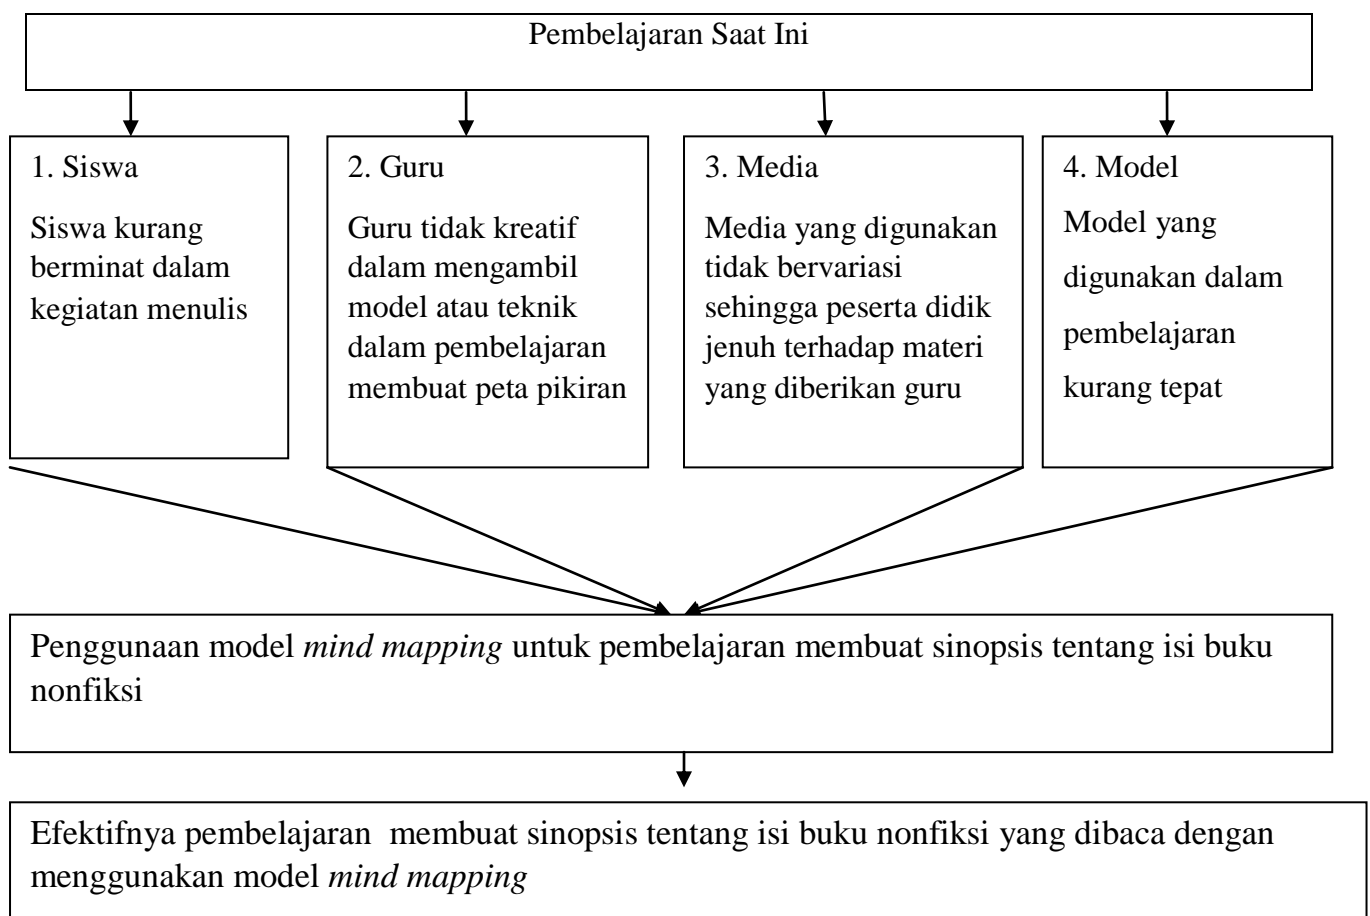 Pembelajaran Saat Ini
1. Siswa
Siswa kurang
berminat dalam
kegiatan menulis
2. Guru
Guru tidak kreatif
dalam mengambil
model atau teknik
dalam pembelajaran
membuat peta pikiran
3. Media
Media yang digunakan
tidak bervariasi
sehingga peserta didik
jenuh terhadap materi
yang diberikan guru
4. Model
Model yang
digunakan dalam
pembelajaran
kurang tepat
Penggunaan model mind mapping untuk pembelajaran membuat sinopsis tentang isi buku
nonfiksi
Efektifnya pembelajaran  membuat sinopsis tentang isi buku nonfiksi yang dibaca dengan
menggunakan model mind mapping